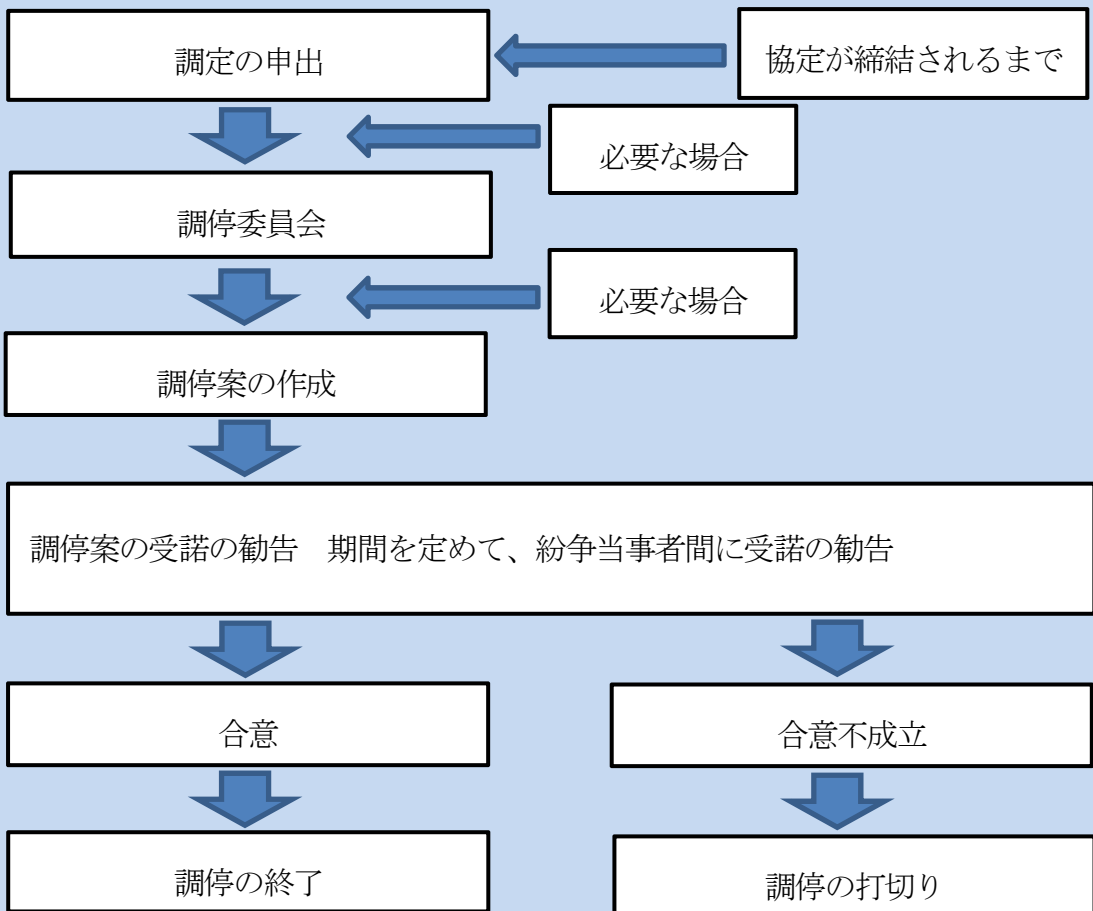 調定の申出
協定が締結されるまで
必要な場合
調停委員会
必要な場合
調停案の作成
調停案の受諾の勧告　期間を定めて、紛争当事者間に受諾の勧告
合意
合意不成立
調停の終了
調停の打切り